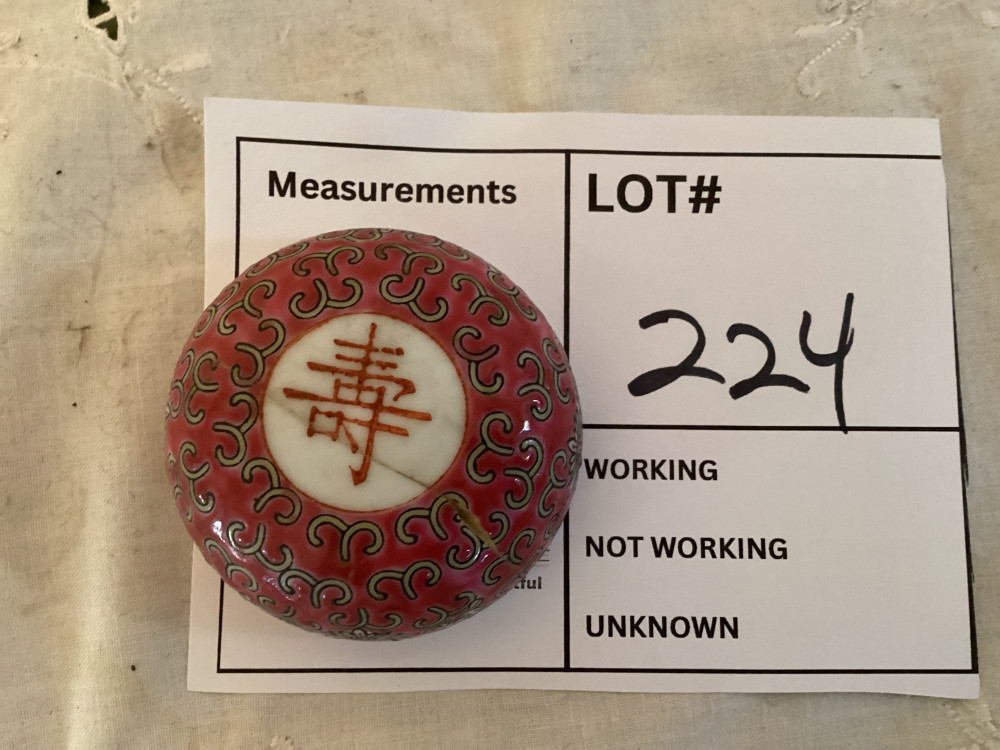 Measurements
LOT#
224
壽
WORKING
NOT WORKING
UNKNOWN